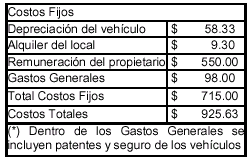 Costos Fijos
Depreciación del vehículo $ 58.33
Alquiler del local $ 9.30
Remuneración del propietario $ 550.00
Gastos Generales $ 98.00
Total Costos Fijos $ 715.00
Costos Totales $ 925.63
(*) Dentro de los Gastos Generales se
incluyen patentes y seguro de los vehículos